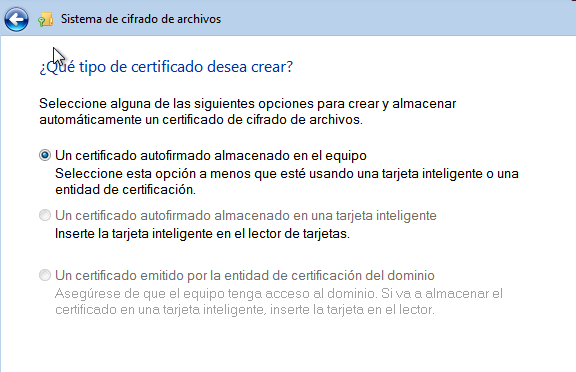 Sistema de cifrado de archivos
¿Qué tipo de certificado desea crear?
Seleccione alguna de las siguientes opciones para crear y almacenar
automáticamente un certificado de cifrado de archivos.
Un certificado autofirmado almacenado en el equipo
Seleccione esta opción a menos que esté usando una tarjeta inteligente o una
entidad de certificación.
Un certificado autofirmado almacenado en una tarjeta inteligente
Inserte la tarjeta inteligente en el lector de tarjetas.
Un certificado emitido por la entidad de certificación del dominio
Asegúrese de que el equipo tenga acceso al dominio. Si va a almacenar el
certificado en una tarjeta inteligente, inserte la tarjeta en el lector.